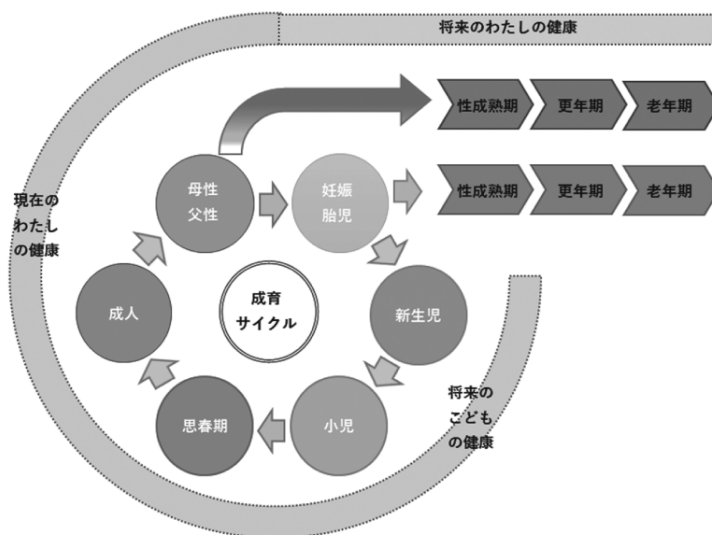 将来のわたしの健康
性成熟期
更年期
老年期
母性
父性
妊娠
胎児
性成熟期
更年期
老年期
現在の
わたし
の健康
成人
成育
サイクル
新生児
思春期
小児
将来の
こども
の健康